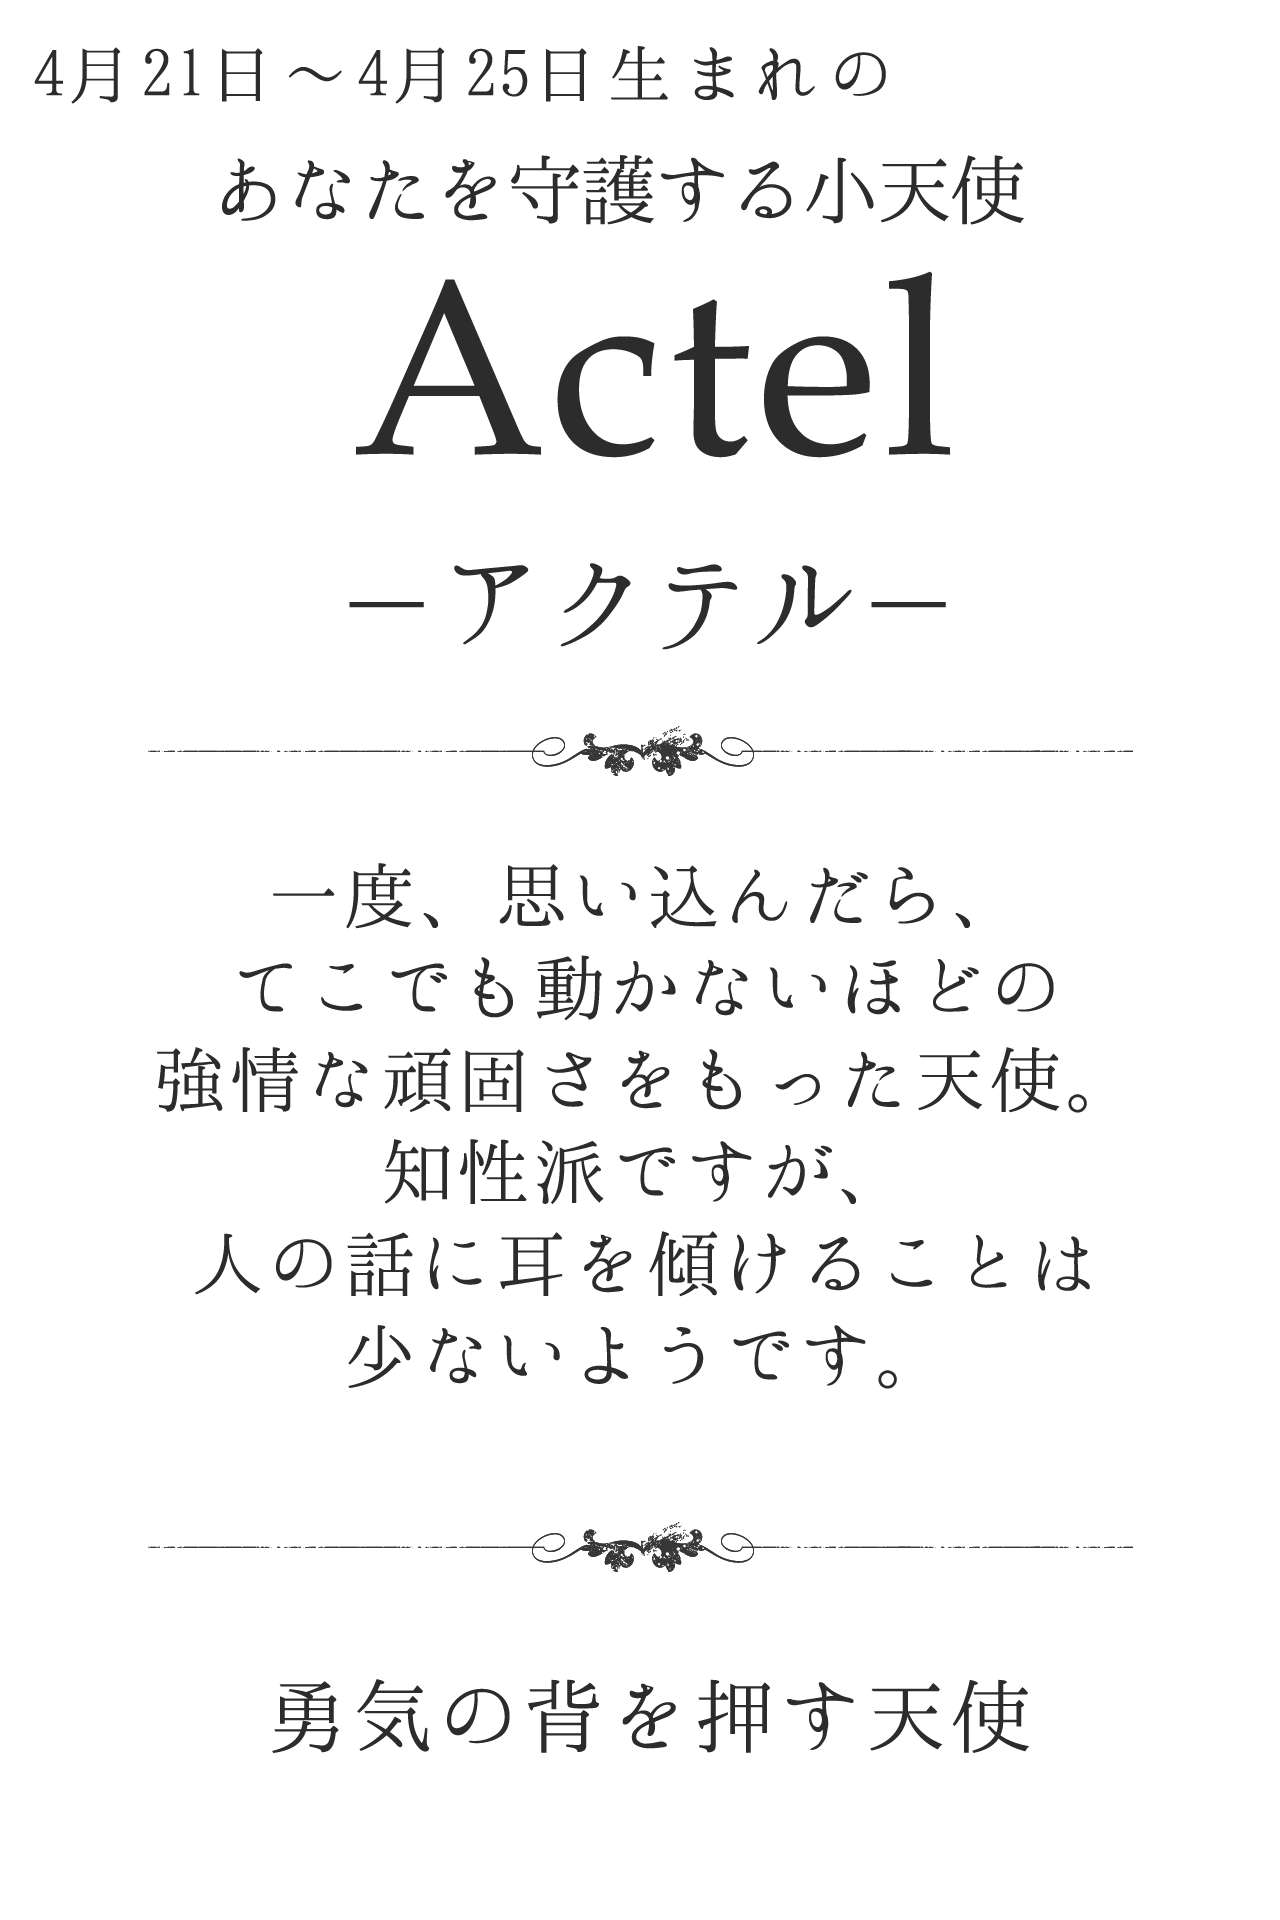 4月21日～4月25日生まれの
あなたを守護する小天使
Actel
―アクテル―
一度、思い込んだら、
てこでも動かないほどの
強情な頑固さをもった天使。
知性派ですが、
人の話に耳を傾けることは
少ないようです。
勇気の背を押す天使